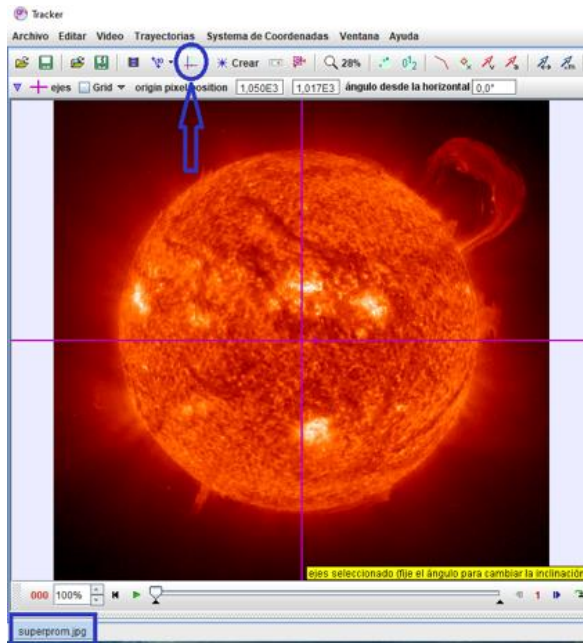 Tracker
Archivo Editar Video Trayectorias Systema de Coordenadas Ventana Ayuda
Crear 28%
ejes Grid origin pixel position 1,050E3 1,017E3 ángulo desde la horizontal 0,0°
ejes seleccionado (fije el ángulo para cambiar la inclinación
000 100% 1
superprom.jpg